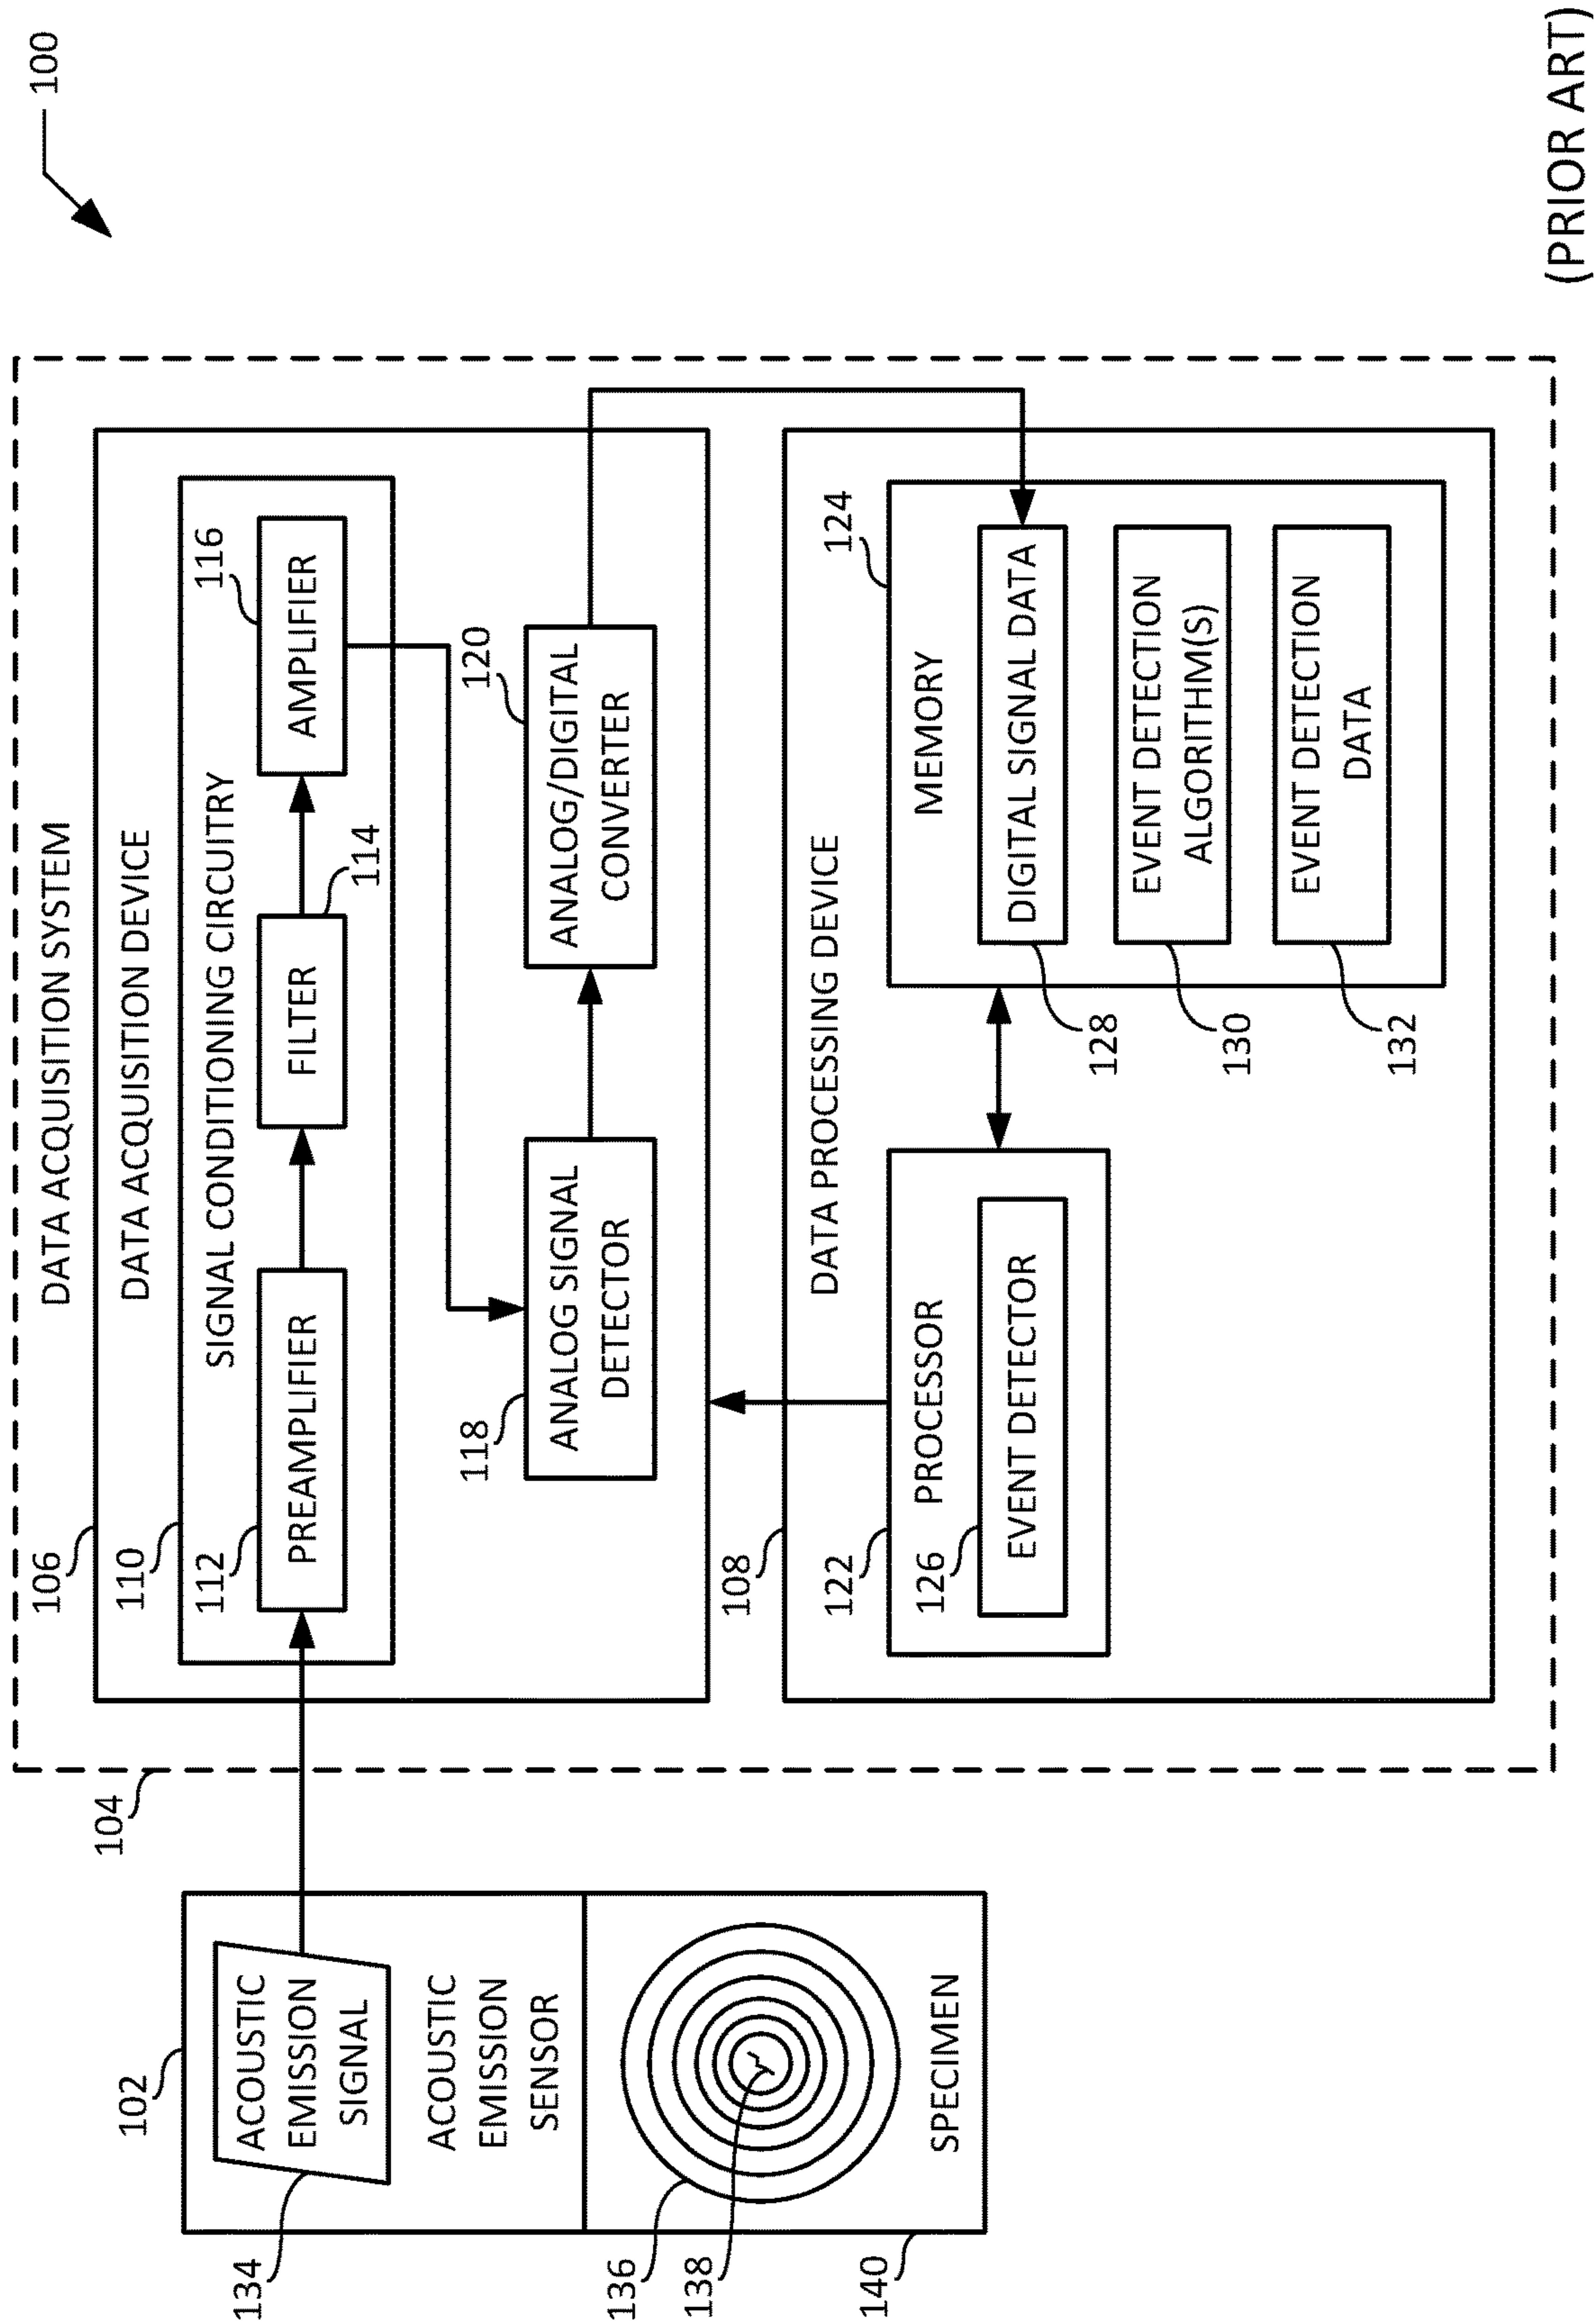 100
DATA ACQUISITION SYSTEM
106
DATA ACQUISITION DEVICE
110
SIGNAL CONDITIONING CIRCUITRY
112
PREAMPLIFIER
FILTER
114
116
AMPLIFIER
118
ANALOG SIGNAL
DETECTOR
120
ANALOG/DIGITAL
CONVERTER
104
102
ACOUSTIC
EMISSION
SIGNAL
134
ACOUSTIC
EMISSION
SENSOR
136
138
SPECIMEN
140
108
DATA PROCESSING DEVICE
122
PROCESSOR
126
EVENT DETECTOR
124
MEMORY
DIGITAL SIGNAL DATA
128
EVENT DETECTION
ALGORITHM(S)
130
EVENT DETECTION
DATA
132
(PRIOR ART)